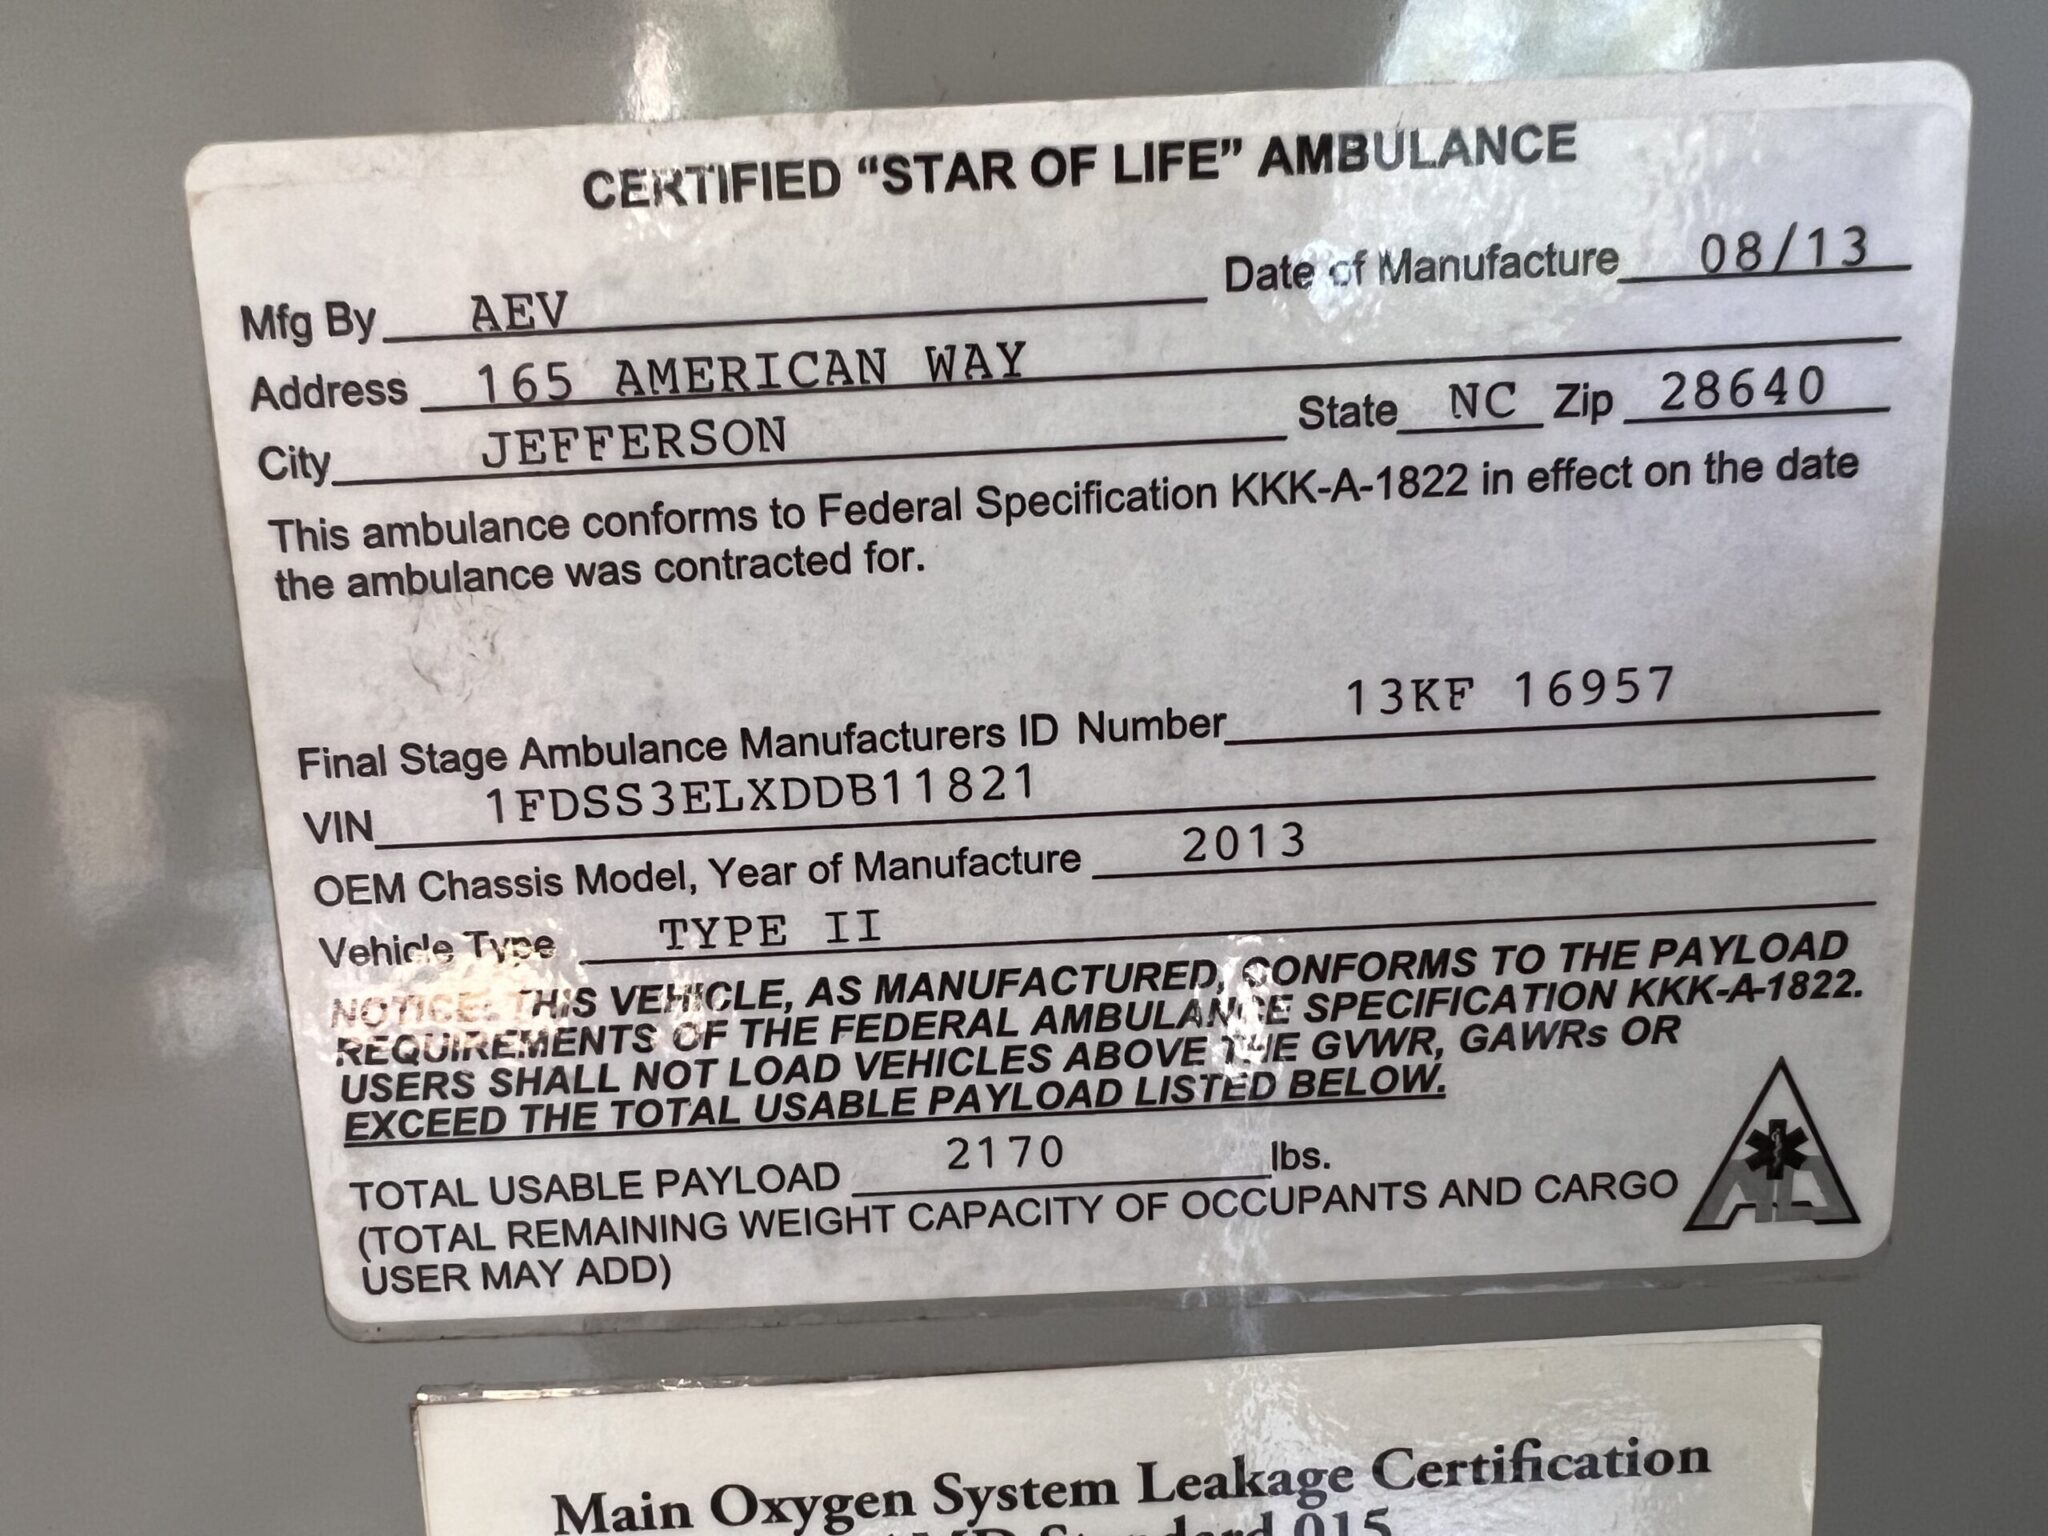 CERTIFIED “STAR OF LIFE” AMBULANCE
Mfg By AEV Date of Manufacture 08/13
Address 165 AMERICAN WAY
City JEFFERSON State NC Zip 28640
This ambulance conforms to Federal Specification KKK-A-1822 in effect on the date
the ambulance was contracted for.
Final Stage Ambulance Manufacturers ID Number 13KF 16957
VIN 1FDSS3ELXDDB11821
OEM Chassis Model, Year of Manufacture 2013
Vehicle Type TYPE II
NOTICE: THIS VEHICLE, AS MANUFACTURED, CONFORMS TO THE PAYLOAD
REQUIREMENTS OF THE FEDERAL AMBULANCE SPECIFICATION KKK-A-1822.
USERS SHALL NOT LOAD VEHICLES ABOVE THE GVWR, GAWRs OR
EXCEED THE TOTAL USABLE PAYLOAD LISTED BELOW.
TOTAL USABLE PAYLOAD 2170 lbs.
(TOTAL REMAINING WEIGHT CAPACITY OF OCCUPANTS AND CARGO
USER MAY ADD)
Main Oxygen System Leakage Certification
Standard 015